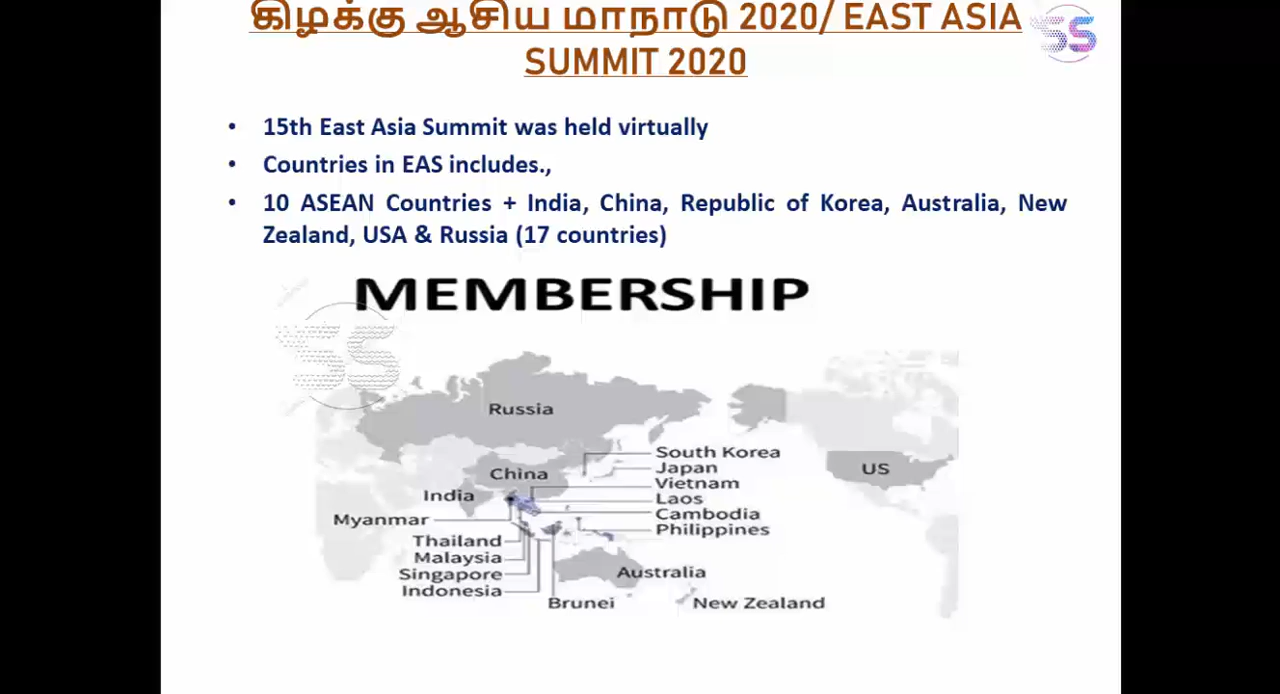 கிழக்கு ஆசிய மாநாடு 2020/ EAST ASIA
SUMMIT 2020
SS
• 15th East Asia Summit was held virtually
• Countries in EAS includes.,
• 10 ASEAN Countries + India, China, Republic of Korea, Australia, New
Zealand, USA & Russia (17 countries)
MEMBERSHIP
SS
Russia
South Korea
China
Japan
US
Vietnam
India
Laos
Myanmar
Cambodia
Philippines
Thailand
Malaysia
Singapore
Australia
Indonesia
Brunei
New Zealand